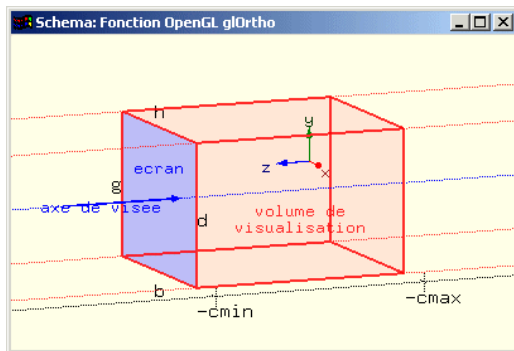 Schema: Fonction OpenGL glOrtho
h
y
ecran
z
x
g
axe de visee
d
volume de
visualisation
b
-cmin
-cmax